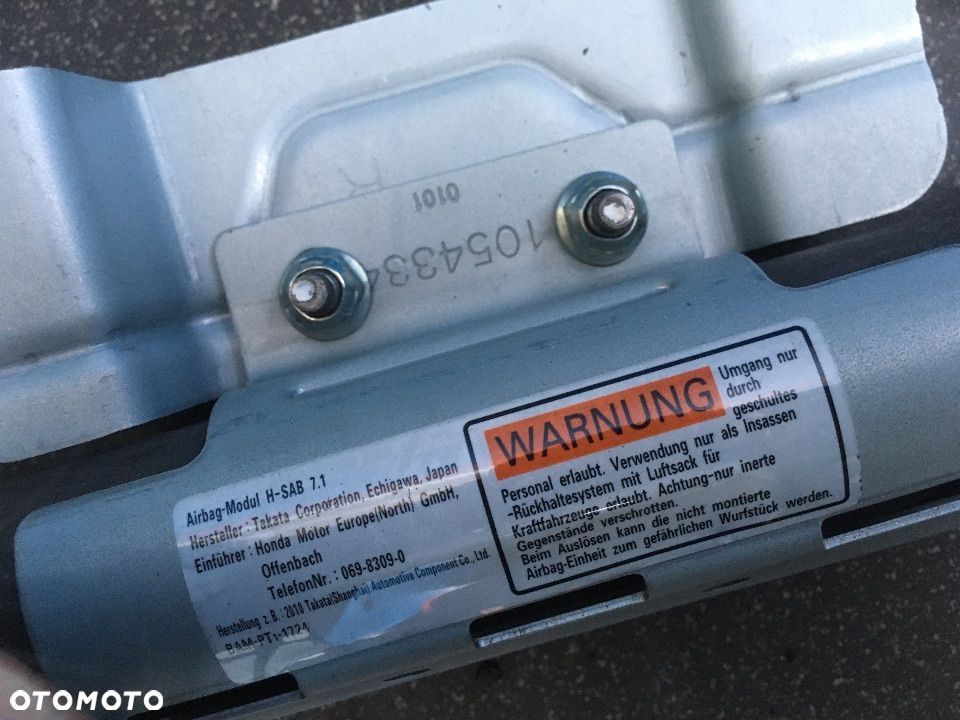 0101
1054334
Airbag-Modul H-SAB 7.1
Hersteller : Takata Corporation, Echigawa, Japan
Einführer : Honda Motor Europe(North) GmbH,
Offenbach
TelefonNr. : 069-8309-0
Herstellung z.B. 2010 Takata(Shanghai) Automotive Component Co., Ltd.
BAM-PT1-1724
WARNUNG
Umgang nur
durch
geschultes
Personal erlaubt. Verwendung nur als Insassen
-Rückhaltesystem mit Luftsack für
Kraftfahrzeuge erlaubt. Achtung-nur inerte
Gegenstände verschrotten.
Beim Auslösen kann die nicht montierte
Airbag-Einheit zum gefährlichen Wurfstück werden.
OTOMOTO